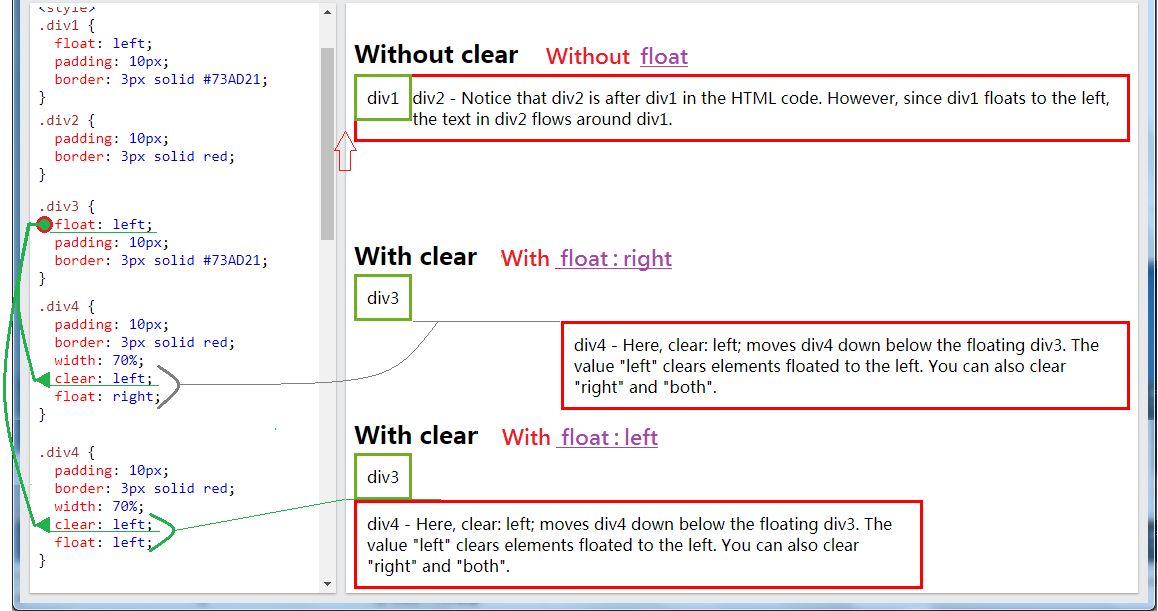 <style>
.div1 {
float: left;
padding: 10px;
border: 3px solid #73AD21;
}
.div2 {
padding: 10px;
border: 3px solid red;
}
.div3 {
float: left;
padding: 10px;
border: 3px solid #73AD21;
}
.div4 {
padding: 10px;
border: 3px solid red;
width: 70%;
clear: left;
float: right;
}
.div4 {
padding: 10px;
border: 3px solid red;
width: 70%;
clear: left;
float: left;
}
Without clear Without float
div1 div2 - Notice that div2 is after div1 in the HTML code. However, since div1 floats to the left,
the text in div2 flows around div1.
With clear With float:right
div3
div4 - Here, clear: left; moves div4 down below the floating div3. The
value "left" clears elements floated to the left. You can also clear
"right" and "both".
With clear With float:left
div3
div4 - Here, clear: left; moves div4 down below the floating div3. The
value "left" clears elements floated to the left. You can also clear
"right" and "both".